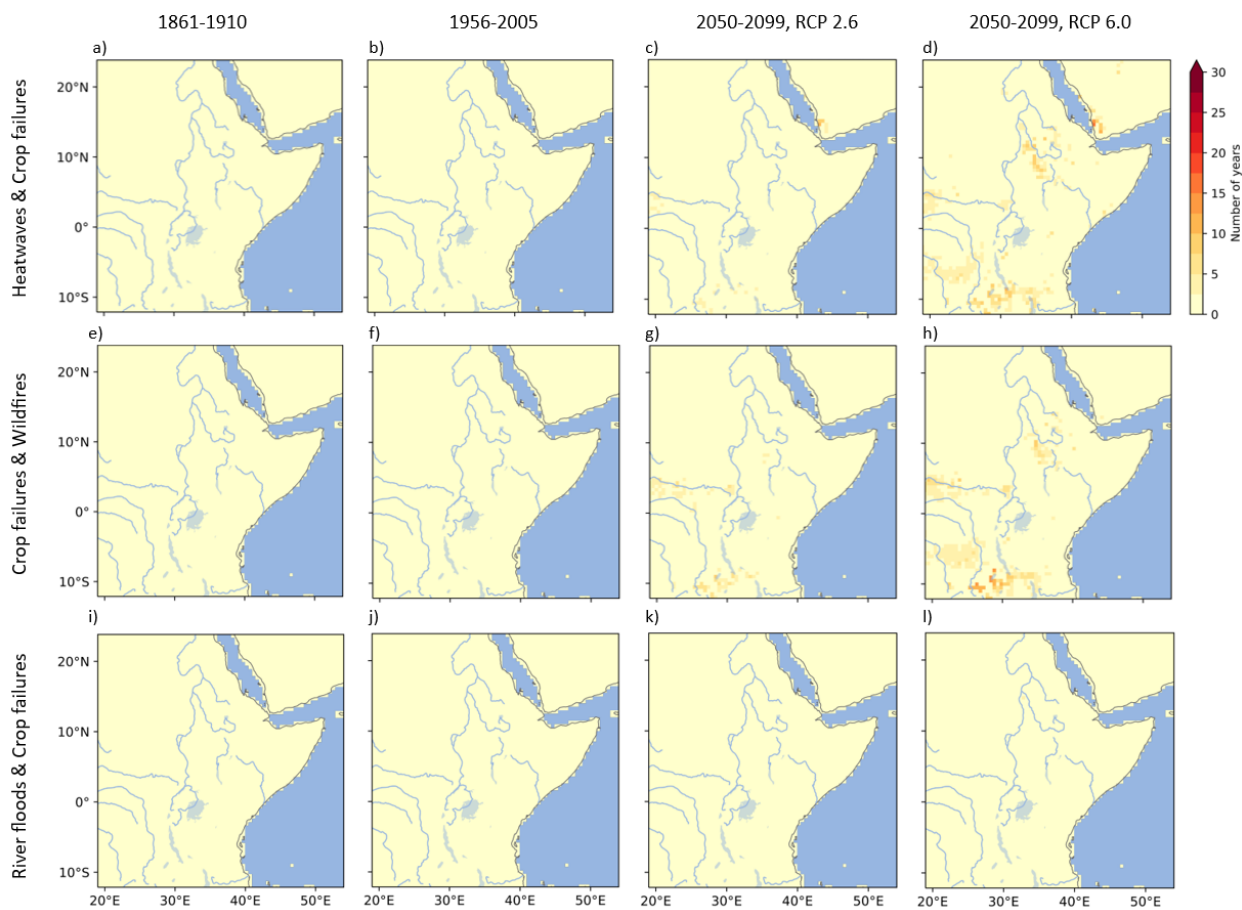 1861-1910 1956-2005 2050-2099, RCP 2.6 2050-2099, RCP 6.0
a) b) c) d)
Heatwaves & Crop failures
20°N
10°N
0°
10°S
30
25
20
15
10
5
0
Number of years
e) f) g) h)
Crop failures & Wildfires
20°N
10°N
0°
10°S
i) j) k) l)
River floods & Crop failures
20°N
10°N
0°
10°S
20°E 30°E 40°E 50°E 20°E 30°E 40°E 50°E 20°E 30°E 40°E 50°E 20°E 30°E 40°E 50°E